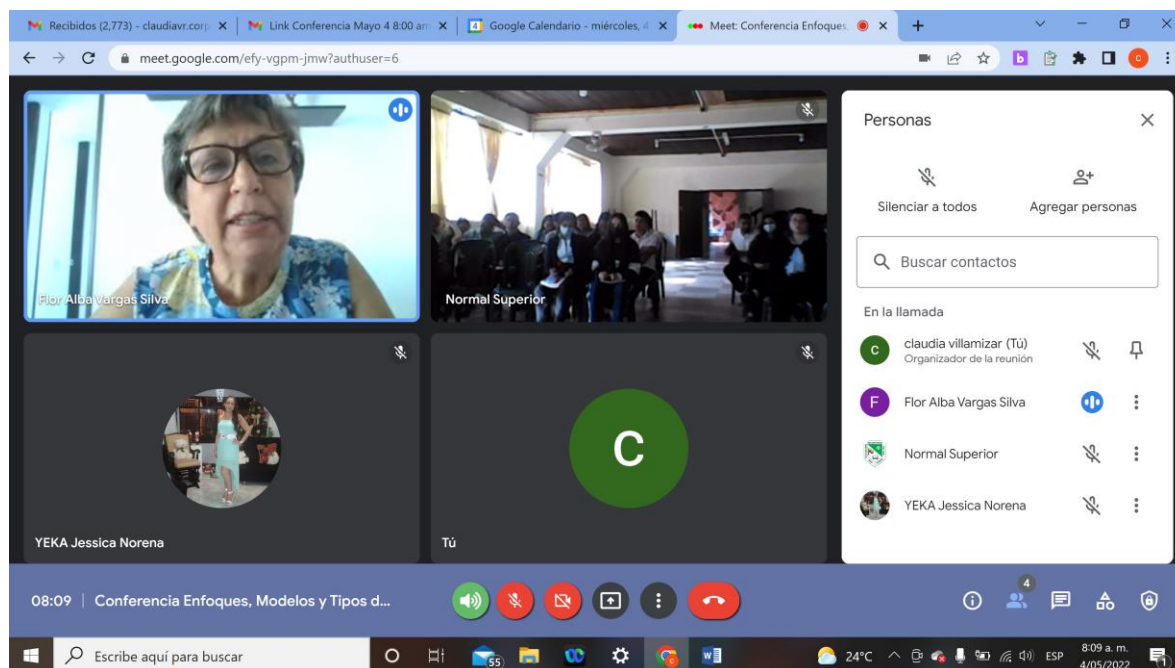 Recibidos (2,773) - claudiavr.corp
Link Conferencia Mayo 4 8:00 am
Google Calendario - miércoles, 4
Meet: Conferencia Enfoques,
meet.google.com/efy-vgpm-jmw?authuser=6
b
C
Flor Alba Vargas Silva
Normal Superior
YEKA Jessica Norena
C
Tú
Personas
Silenciar a todos
Agregar personas
Buscar contactos
En la llamada
C
claudia villamizar (Tú)
Organizador de la reunión
F
Flor Alba Vargas Silva
Normal Superior
YEKA Jessica Norena
08:09 | Conferencia Enfoques, Modelos y Tipos d...
4
Escribe aquí para buscar
55
24°C
ESP
8:09 a. m.
4/05/2022